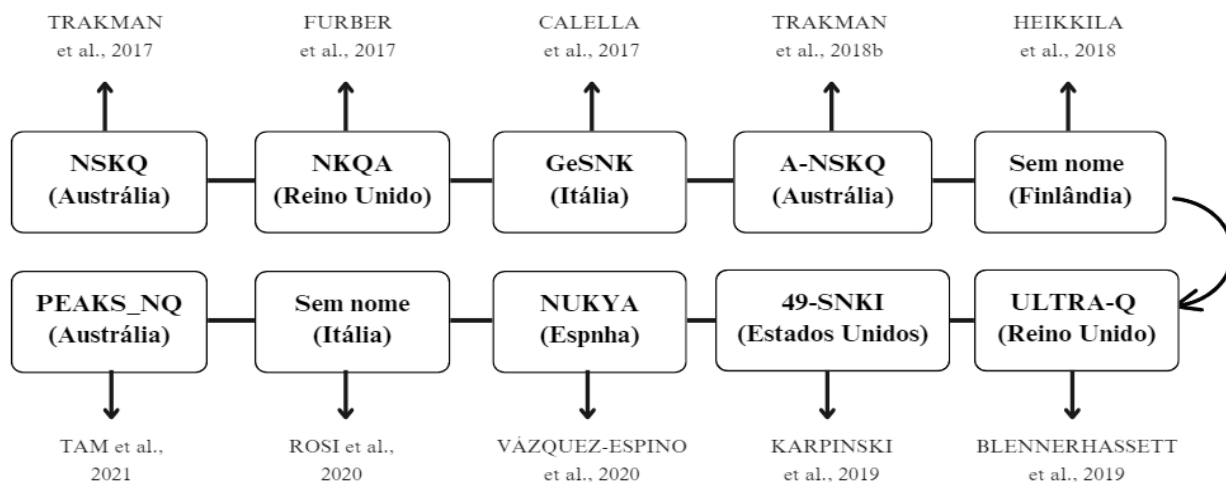 TRAKMAN
et al., 2017
FURBER
et al., 2017
CALELLA
et al., 2017
TRAKMAN
et al., 2018b
HEIKKILA
et al., 2018
NSKQ
(Austrália)
NKQA
(Reino Unido)
GeSNK
(Itália)
A-NSKQ
(Austrália)
Sem nome
(Finlândia)
PEAKS_NQ
(Austrália)
Sem nome
(Itália)
NUKYA
(Espnha)
49-SNKI
(Estados Unidos)
ULTRA-Q
(Reino Unido)
TAM et al.,
2021
ROSI et al.,
2020
VÁZQUEZ-ESPINO
et al., 2020
KARPINSKI
et al., 2019
BLENNERHASSETT
et al., 2019